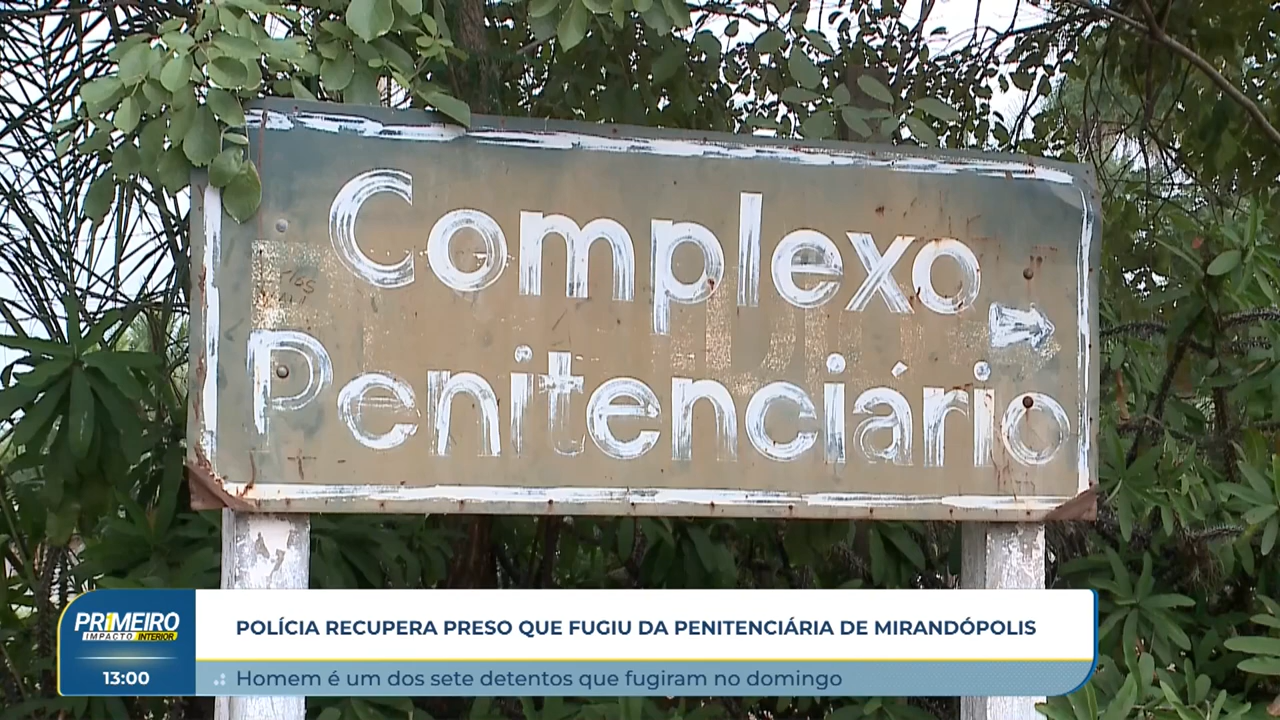 Complexo
Penitenciário
PR1MEIRO
IMPACTO INTERIOR
13:00
POLÍCIA RECUPERA PRESO QUE FUGIU DA PENITENCIÁRIA DE MIRANDÓPOLIS
Homem é um dos sete detentos que fugiram no domingo